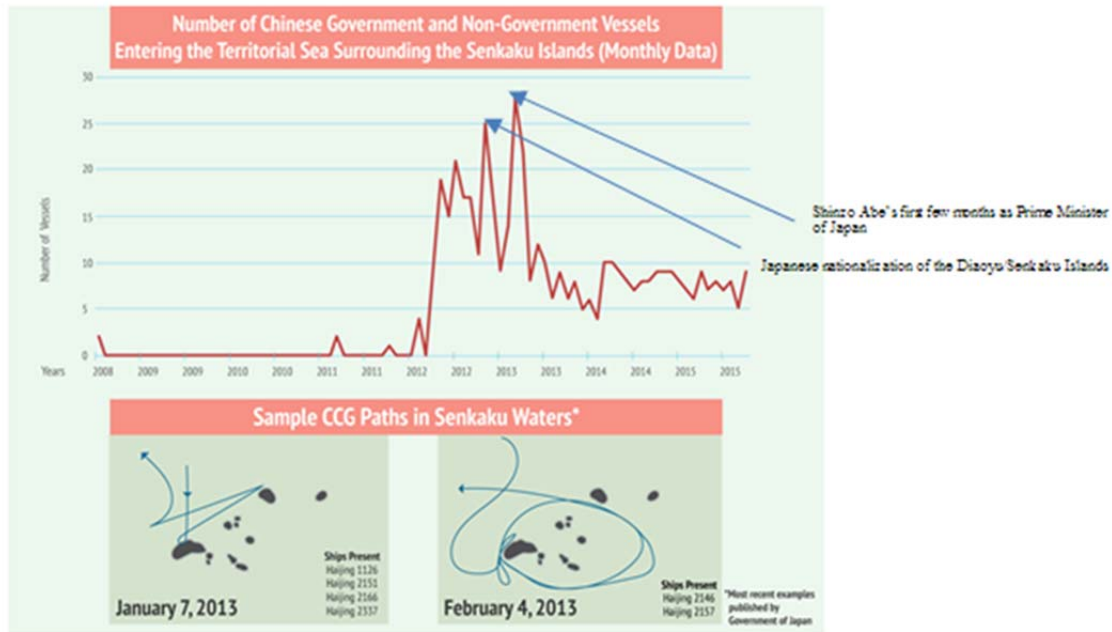 Number of Chinese Government and Non-Government Vessels
Entering the Territorial Sea Surrounding the Senkaku Islands (Monthly Data)
30
25
20
15
10
5
0
Number of Vessels
Years 2008 2009 2009 2010 2010 2011 2011 2012 2012 2013 2013 2014 2014 2015 2015
Shinzo Abe's first few months as Prime Minister
of Japan
Japanese nationalization of the Diaoyu/Senkaku Islands
Sample CCG Paths in Senkaku Waters*
Ships Present
Haijing 1126
Haijing 2151
Haijing 2166
Haijing 2337
January 7, 2013
Ships Present
Haijing 2146
Haijing 2157
February 4, 2013
*Most recent examples
published by
Government of Japan